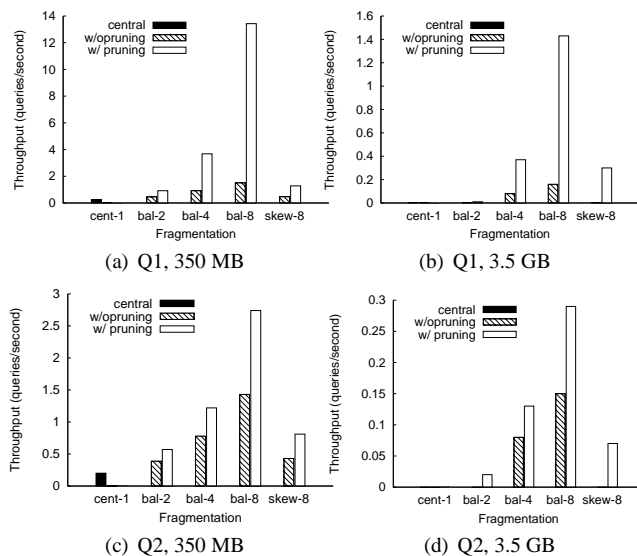 central
w/opruning
w/ pruning
Throughput (queries/second)
14
12
10
8
6
4
2
0
cent-1 bal-2 bal-4 bal-8 skew-8
Fragmentation
(a) Q1, 350 MB
central
w/opruning
w/ pruning
Throughput (queries/second)
1.6
1.4
1.2
1
0.8
0.6
0.4
0.2
0
cent-1 bal-2 bal-4 bal-8 skew-8
Fragmentation
(b) Q1, 3.5 GB
central
w/opruning
w/ pruning
Throughput (queries/second)
3
2.5
2
1.5
1
0.5
0
cent-1 bal-2 bal-4 bal-8 skew-8
Fragmentation
(c) Q2, 350 MB
central
w/opruning
w/ pruning
Throughput (queries/second)
0.3
0.25
0.2
0.15
0.1
0.05
0
cent-1 bal-2 bal-4 bal-8 skew-8
Fragmentation
(d) Q2, 3.5 GB